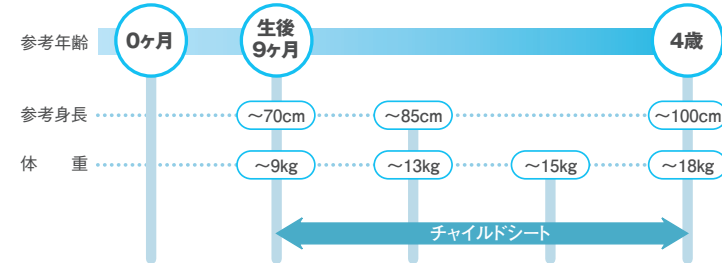 参考年齢 0ヶ月 生後9ヶ月 4歳
参考身長 〜70cm 〜85cm 〜100cm
体重 〜9kg 〜13kg 〜15kg 〜18kg
チャイルドシート